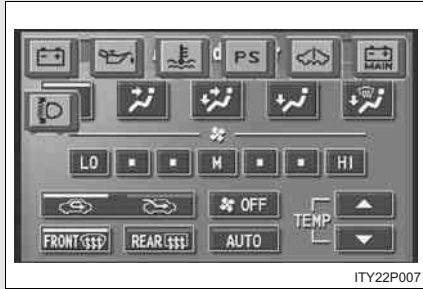 PS
MAIN
LO M HI
OFF
TEMP
FRONT REAR AUTO
ITY22P007